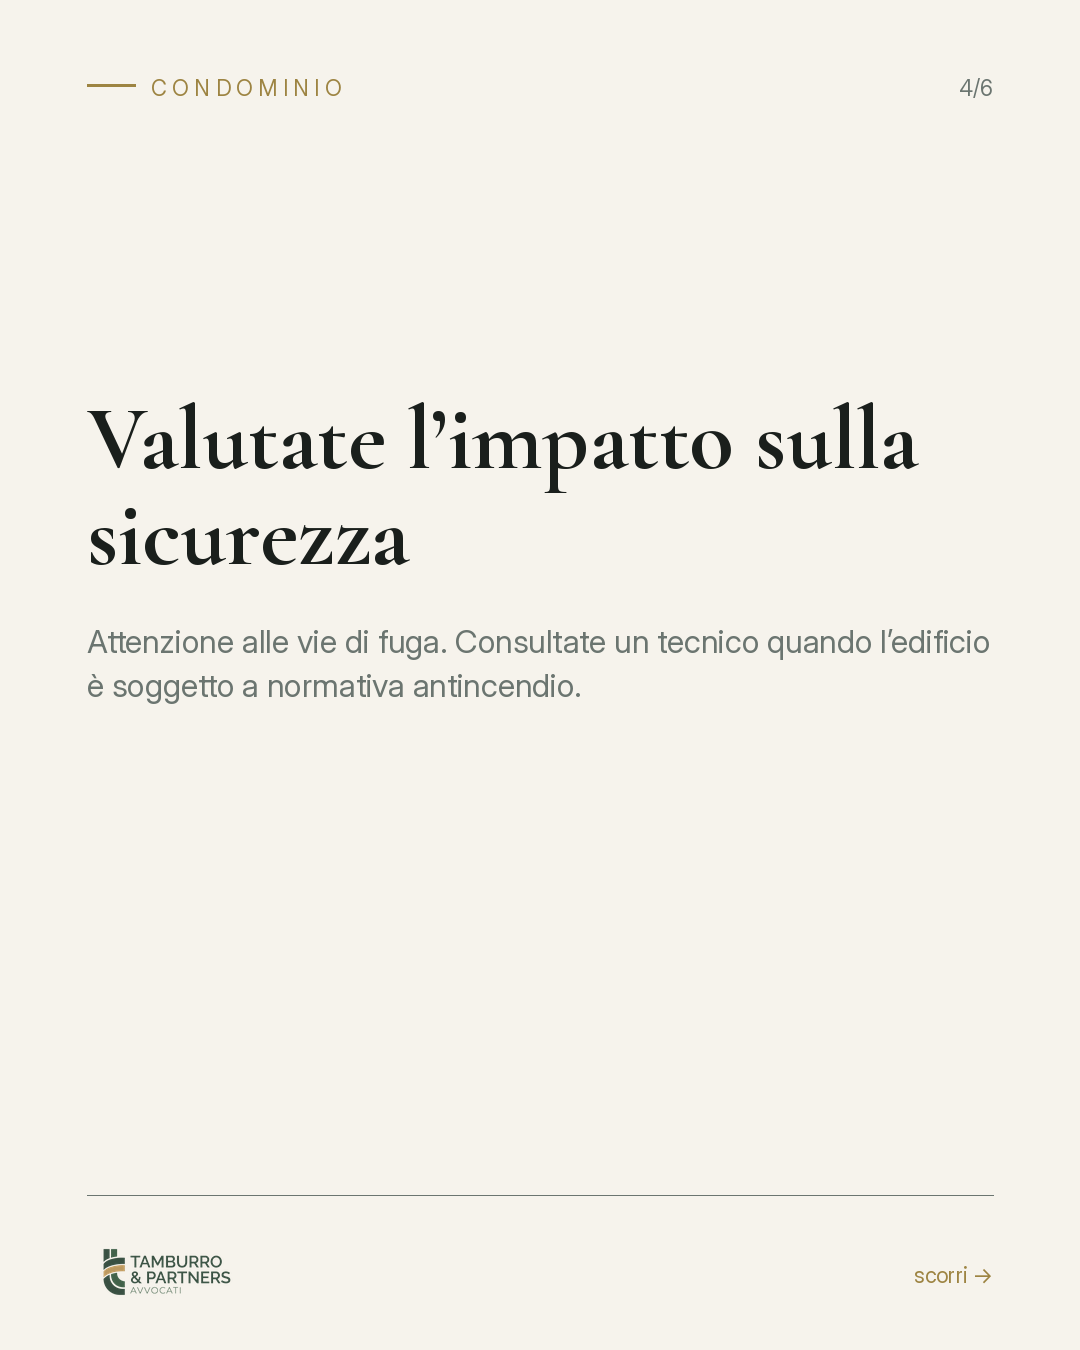 CONDOMINIO
4/6
Valutate l’impatto sulla
sicurezza
Attenzione alle vie di fuga. Consultate un tecnico quando l’edificio
è soggetto a normativa antincendio.
TAMBURRO
& PARTNERS
AVVOCATI
scorri →